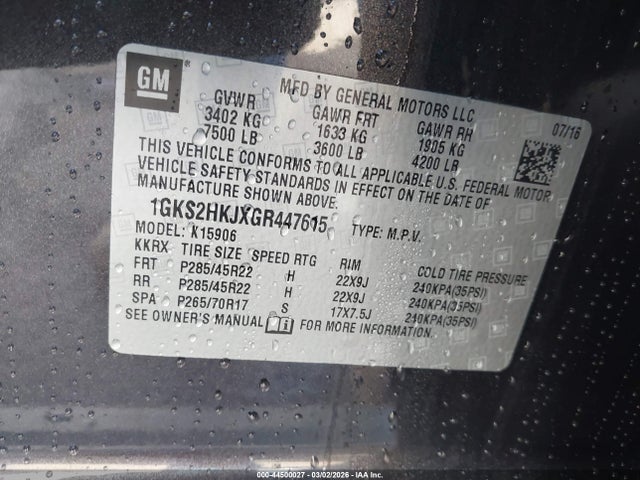 GM
MFD BY GENERAL MOTORS LLC
GVWR GAWR FRT GAWR RR 07/16
3402 KG 1633 KG 1905 KG
7500 LB 3600 LB 4200 LB
THIS VEHICLE CONFORMS TO ALL APPLICABLE U.S. FEDERAL MOTOR
VEHICLE SAFETY STANDARDS IN EFFECT ON THE DATE OF
MANUFACTURE SHOWN ABOVE.
1GKS2HKJXGR447615 TYPE: M.P.V.
MODEL: K15906
KKRX TIRE SIZE SPEED RTG RIM COLD TIRE PRESSURE
FRT P285/45R22 H 22X9J 240KPA(35PSI)
RR P285/45R22 H 22X9J 240KPA(35PSI)
SPA P265/70R17 S 17X7.5J 240KPA(35PSI)
SEE OWNER'S MANUAL FOR MORE INFORMATION.
000-44500027 - 03/02/2026 - IAA Inc.